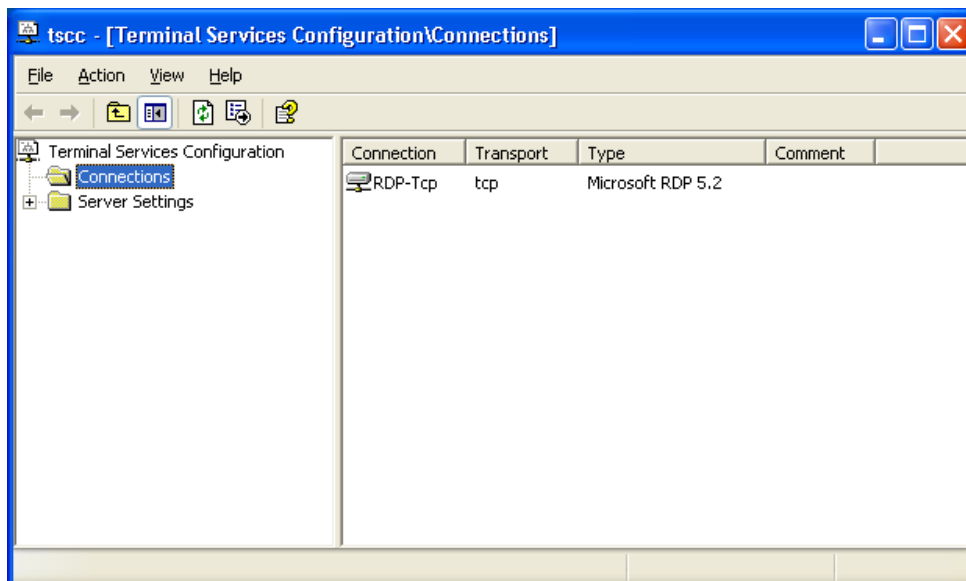 tscc - [Terminal Services Configuration\Connections]
File Action View Help
Terminal Services Configuration
Connections
Server Settings
Connection Transport Type Comment
RDP-Tcp tcp Microsoft RDP 5.2